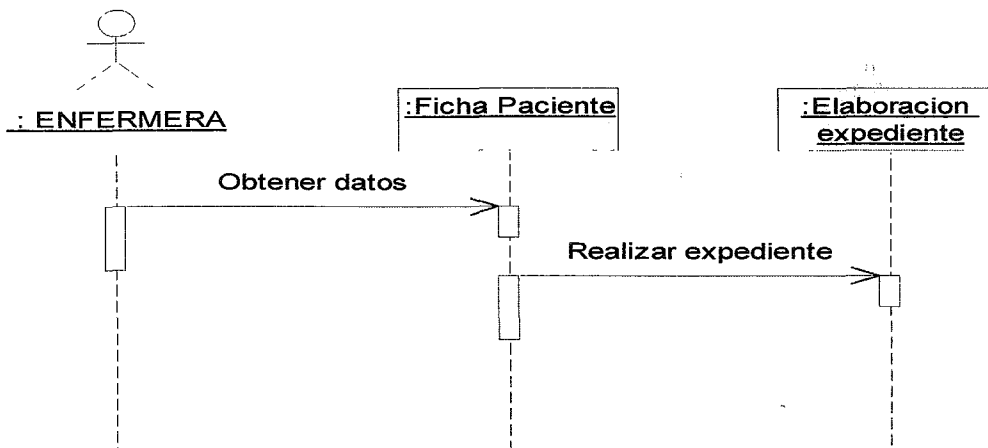 : ENFERMERA
:Ficha Paciente
:Elaboracion
expediente
Obtener datos
Realizar expediente